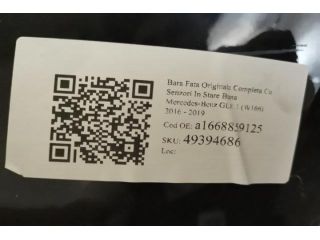 Bara Fata Originala Completa Cu
Senzori In Stare Buna
Mercedes-Benz GLE 1 (W166)
2016 - 2019
Cod OE: a1668859125
SKU: 49394686
Loc: